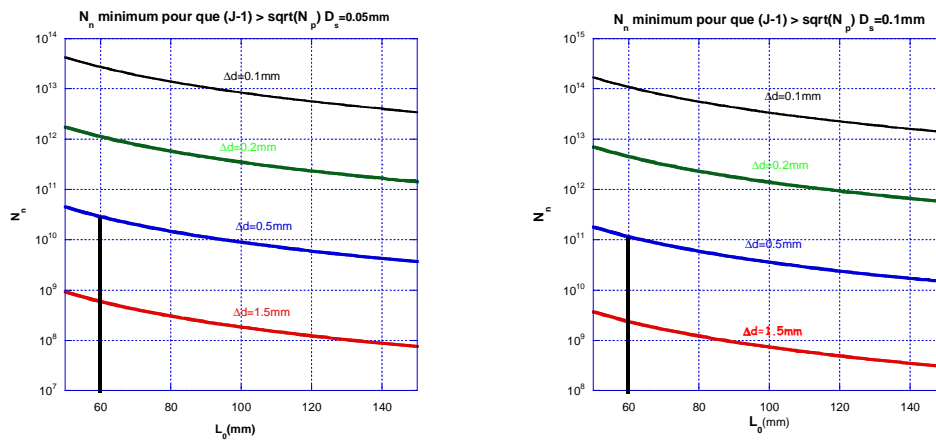 N_n minimum pour que (J-1) > sqrt(N_p) D_s=0.05mm
10^14
10^13
10^12
10^11
10^10
10^9
10^8
10^7
N_n
Δd=0.1mm
Δd=0.2mm
Δd=0.5mm
Δd=1.5mm
60 80 100 120 140
L_0(mm)
N_n minimum pour que (J-1) > sqrt(N_p) D_s=0.1mm
10^15
10^14
10^13
10^12
10^11
10^10
10^9
10^8
N_n
Δd=0.1mm
Δd=0.2mm
Δd=0.5mm
Δd=1.5mm
60 80 100 120 140
L_0(mm)